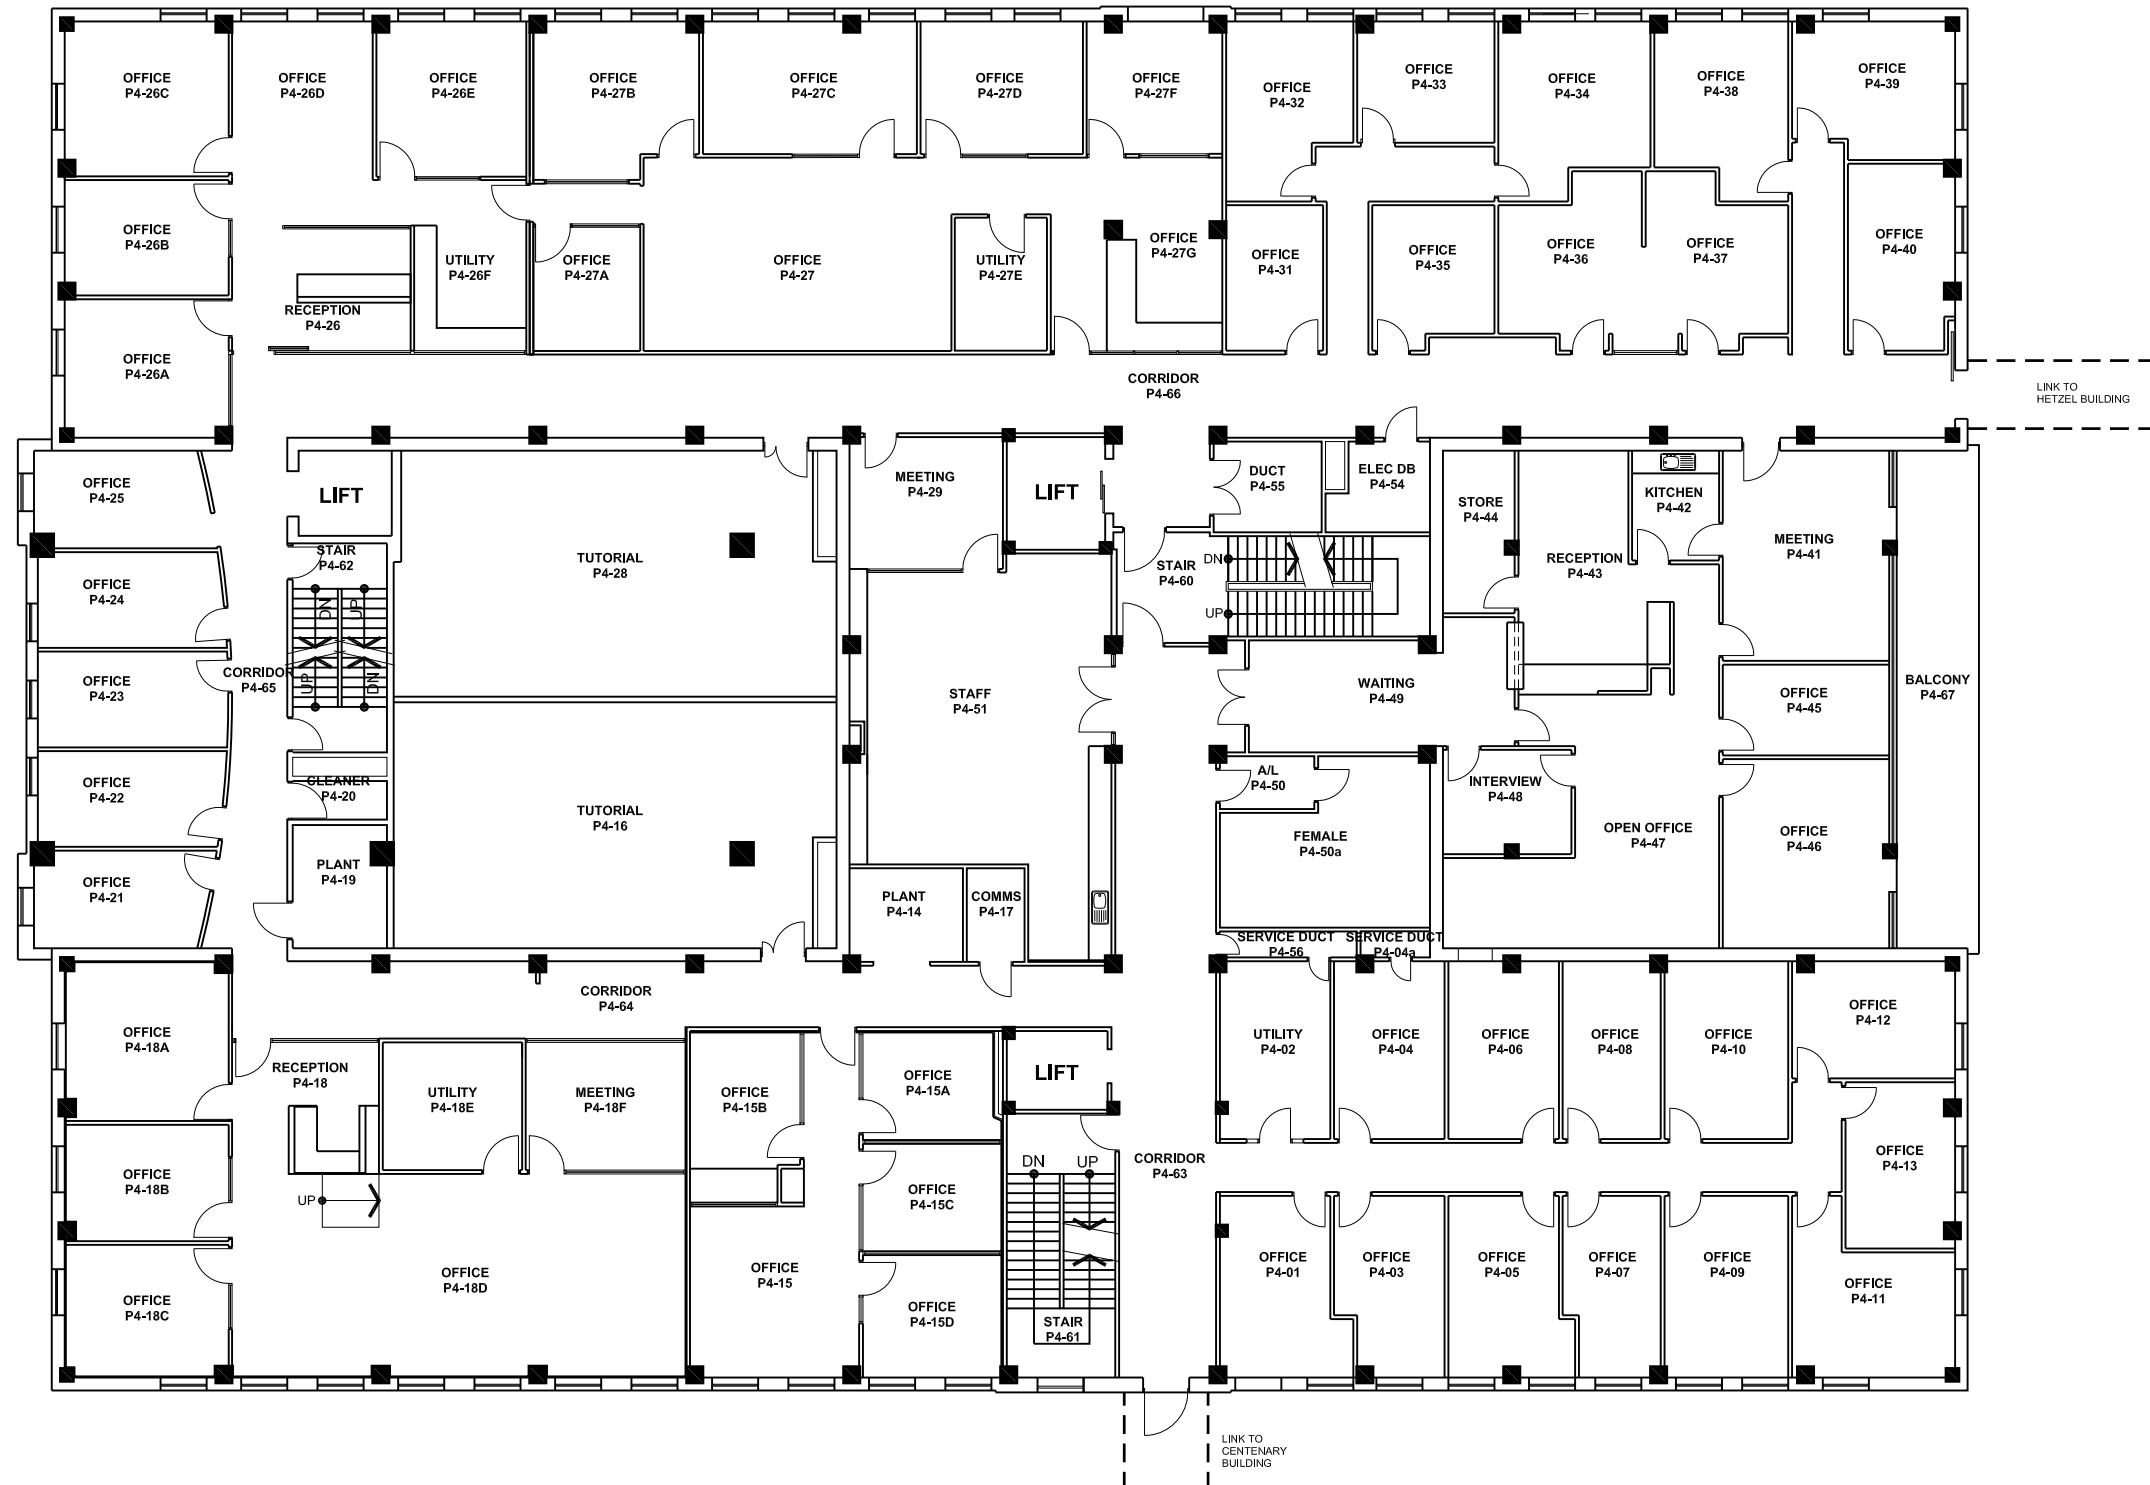 OFFICE
P4-26C
OFFICE
P4-26D
OFFICE
P4-26E
OFFICE
P4-27B
OFFICE
P4-27C
OFFICE
P4-27D
OFFICE
P4-27F
OFFICE
P4-32
OFFICE
P4-33
OFFICE
P4-34
OFFICE
P4-38
OFFICE
P4-39
OFFICE
P4-26B
UTILITY
P4-26F
OFFICE
P4-27A
OFFICE
P4-27
UTILITY
P4-27E
OFFICE
P4-27G
OFFICE
P4-31
OFFICE
P4-35
OFFICE
P4-36
OFFICE
P4-37
OFFICE
P4-40
RECEPTION
P4-26
OFFICE
P4-26A
CORRIDOR
P4-66
LINK TO
HETZEL BUILDING
OFFICE
P4-25
LIFT
MEETING
P4-29
LIFT
DUCT
P4-55
ELEC DB
P4-54
STORE
P4-44
KITCHEN
P4-42
STAIR
P4-62
TUTORIAL
P4-28
STAIR
P4-60
DN
UP
RECEPTION
P4-43
MEETING
P4-41
OFFICE
P4-24
DN
UP
UP
DN
CORRIDOR
P4-65
OFFICE
P4-23
STAFF
P4-51
WAITING
P4-49
OFFICE
P4-45
BALCONY
P4-67
OFFICE
P4-22
CLEANER
P4-20
TUTORIAL
P4-16
A/L
P4-50
INTERVIEW
P4-48
FEMALE
P4-50a
OPEN OFFICE
P4-47
OFFICE
P4-46
OFFICE
P4-21
PLANT
P4-19
PLANT
P4-14
COMMS
P4-17
SERVICE DUCT
P4-56
SERVICE DUCT
P4-04a
CORRIDOR
P4-64
OFFICE
P4-12
OFFICE
P4-18A
RECEPTION
P4-18
UTILITY
P4-18E
MEETING
P4-18F
OFFICE
P4-15B
OFFICE
P4-15A
LIFT
UTILITY
P4-02
OFFICE
P4-04
OFFICE
P4-06
OFFICE
P4-08
OFFICE
P4-10
OFFICE
P4-13
OFFICE
P4-18B
UP
OFFICE
P4-15C
DN
UP
CORRIDOR
P4-63
OFFICE
P4-18C
OFFICE
P4-18D
OFFICE
P4-15
OFFICE
P4-15D
STAIR
P4-61
OFFICE
P4-01
OFFICE
P4-03
OFFICE
P4-05
OFFICE
P4-07
OFFICE
P4-09
OFFICE
P4-11
LINK TO
CENTENARY
BUILDING